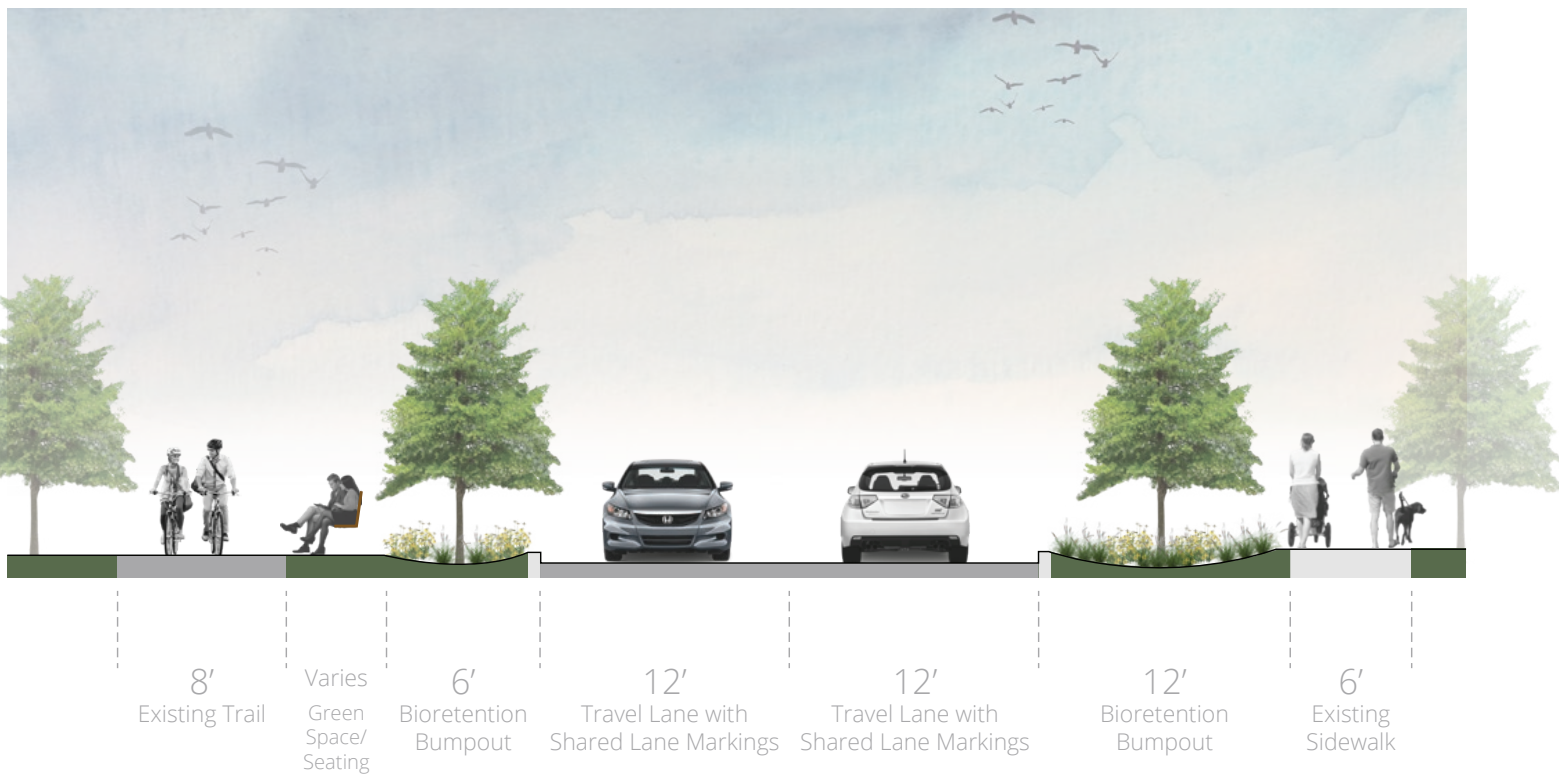 8’
Existing Trail
Varies
Green
Space/
Seating
6’
Bioretention
Bumpout
12’
Travel Lane with
Shared Lane Markings
12’
Travel Lane with
Shared Lane Markings
12’
Bioretention
Bumpout
6’
Existing
Sidewalk